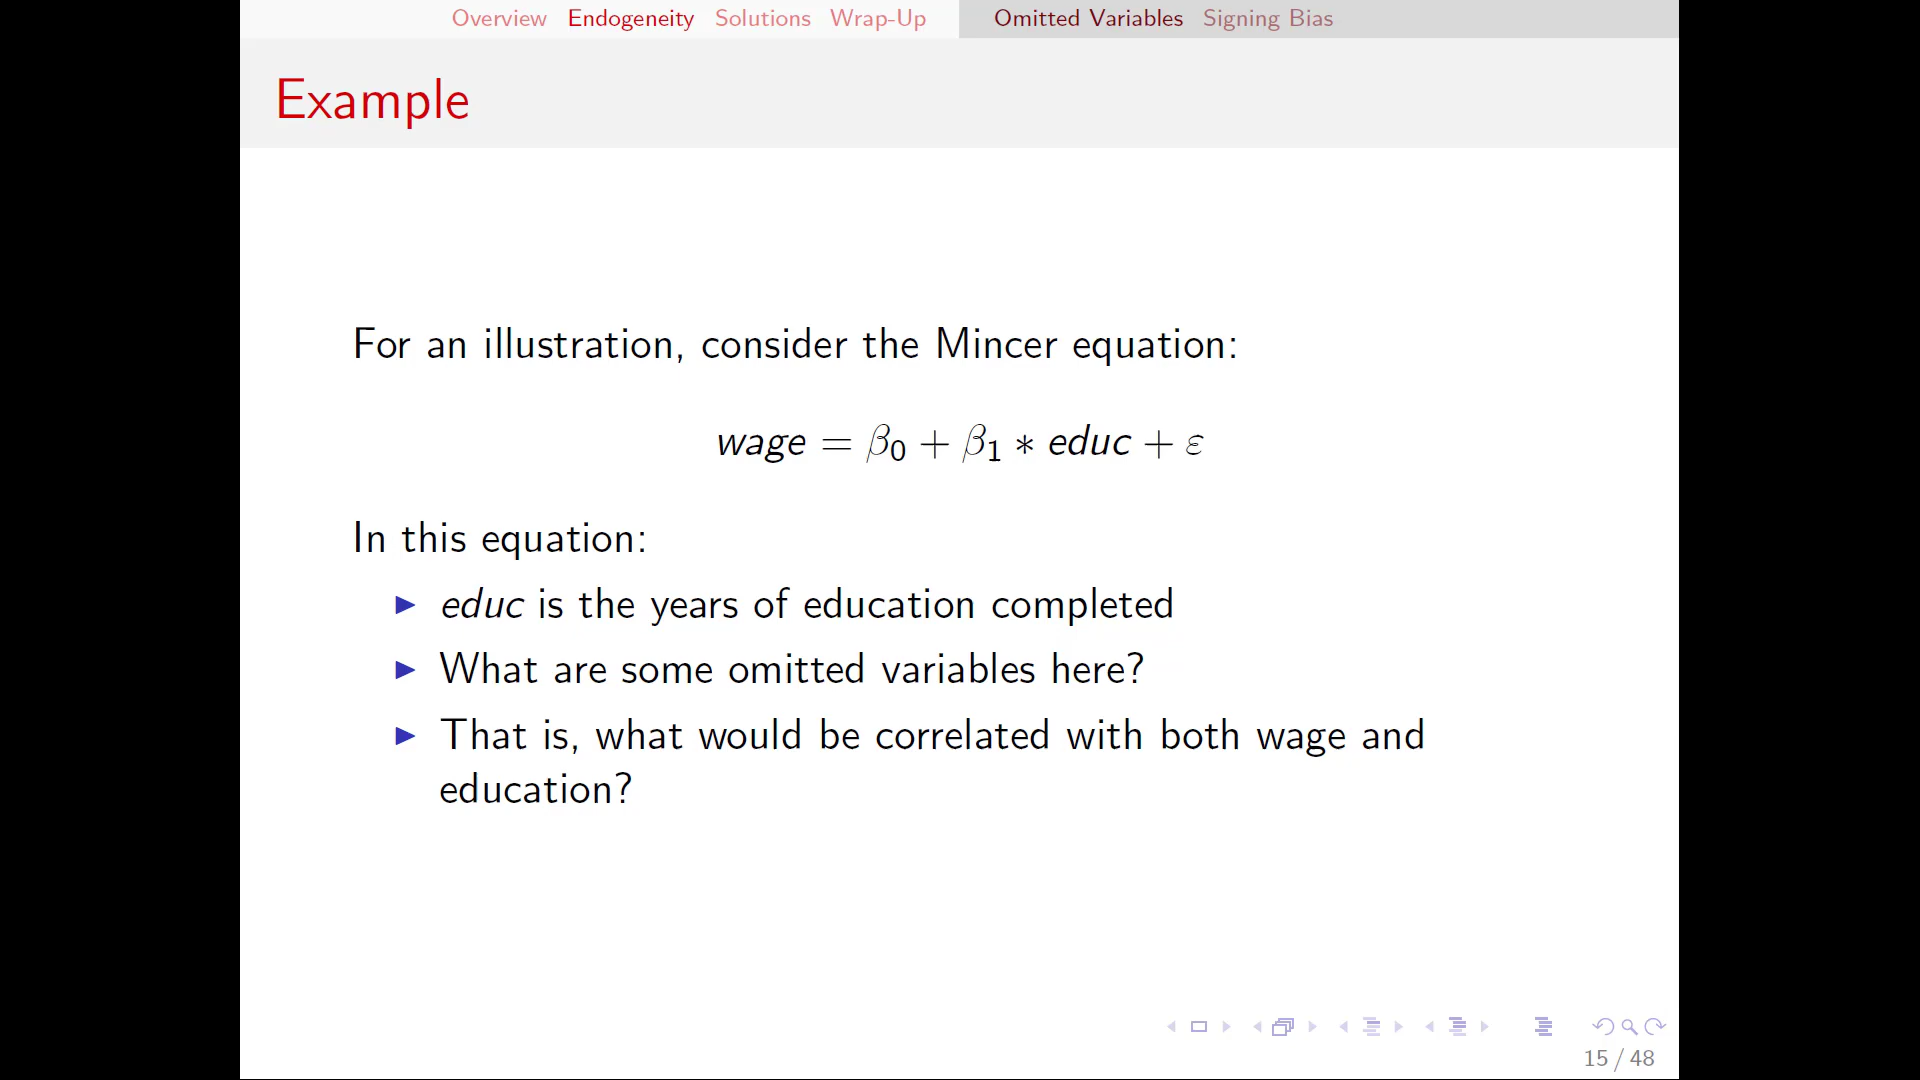 Overview Endogeneity Solutions Wrap-Up Omitted Variables Signing Bias
Example
For an illustration, consider the Mincer equation:
wage = β₀ + β₁ ∗ educ + ε
In this equation:
▶ educ is the years of education completed
▶ What are some omitted variables here?
▶ That is, what would be correlated with both wage and
education?
15 / 48